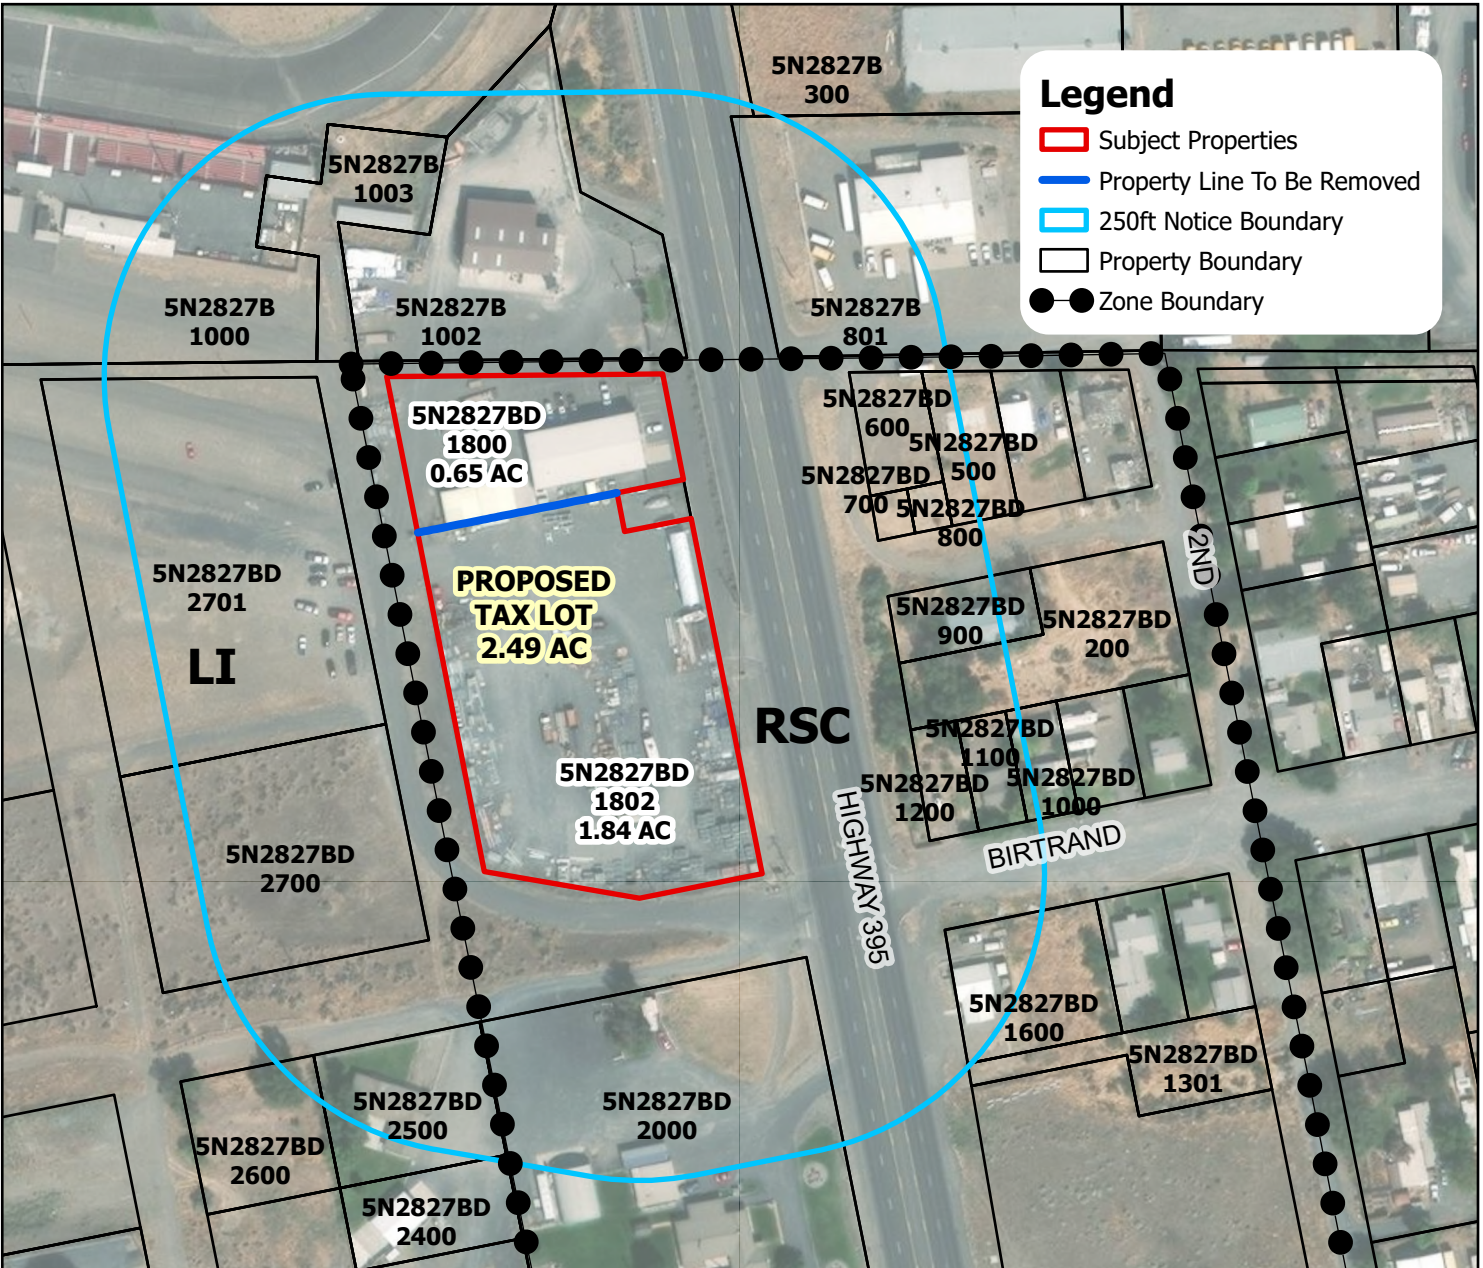 5N2827B
300
Legend
Subject Properties
Property Line To Be Removed
250ft Notice Boundary
Property Boundary
Zone Boundary
5N2827B
1003
5N2827B
1000
5N2827B
1002
5N2827B
801
5N2827BD
1800
0.65 AC
5N2827BD
600
5N2827BD
500
5N2827BD
700
5N2827BD
800
2ND
5N2827BD
2701
LI
PROPOSED
TAX LOT
2.49 AC
5N2827BD
900
5N2827BD
200
RSC
5N2827BD
1802
1.84 AC
5N2827BD
1100
5N2827BD
1000
5N2827BD
1200
HIGHWAY 395
BIRTRAND
5N2827BD
2700
5N2827BD
1600
5N2827BD
1301
5N2827BD
2500
5N2827BD
2000
5N2827BD
2600
5N2827BD
2400